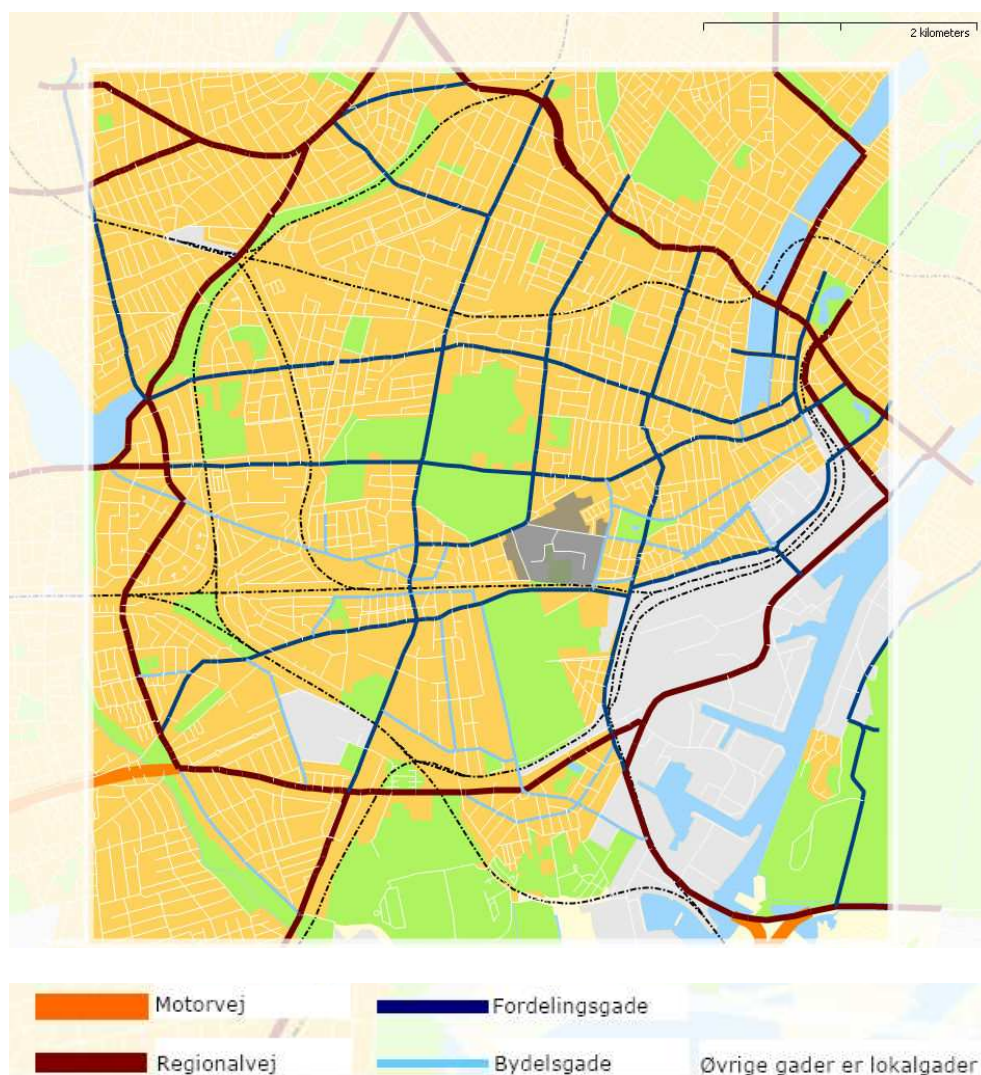 2 kilometers
Motorvej
Fordelingsgade
Regionalvej
Bydelsgade
Øvrige gader er lokalgader